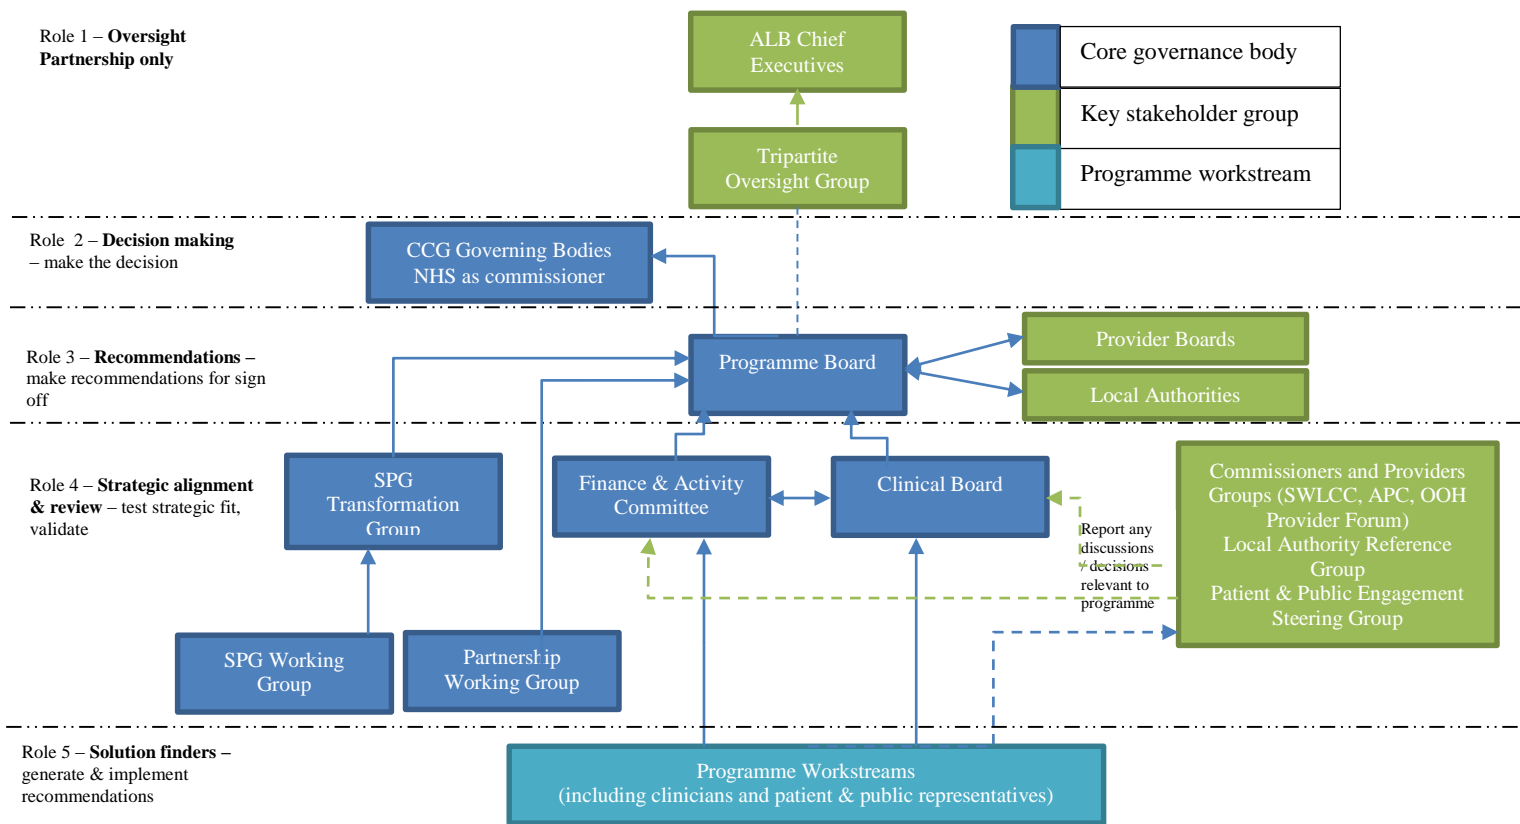 Role 1 – Oversight
Partnership only
ALB Chief
Executives
Tripartite
Oversight Group
Core governance body
Key stakeholder group
Programme workstream
Role 2 – Decision making
– make the decision
CCG Governing Bodies
NHS as commissioner
Role 3 – Recommendations –
make recommendations for sign
off
Programme Board
Provider Boards
Local Authorities
Role 4 – Strategic alignment
& review – test strategic fit,
validate
SPG
Transformation
Group
Finance & Activity
Committee
Clinical Board
Report any
discussions
/ decisions
relevant to
programme
Commissioners and Providers
Groups (SWLCC, APC, OOH
Provider Forum)
Local Authority Reference
Group
Patient & Public Engagement
Steering Group
SPG Working
Group
Partnership
Working Group
Role 5 – Solution finders –
generate & implement
recommendations
Programme Workstreams
(including clinicians and patient & public representatives)